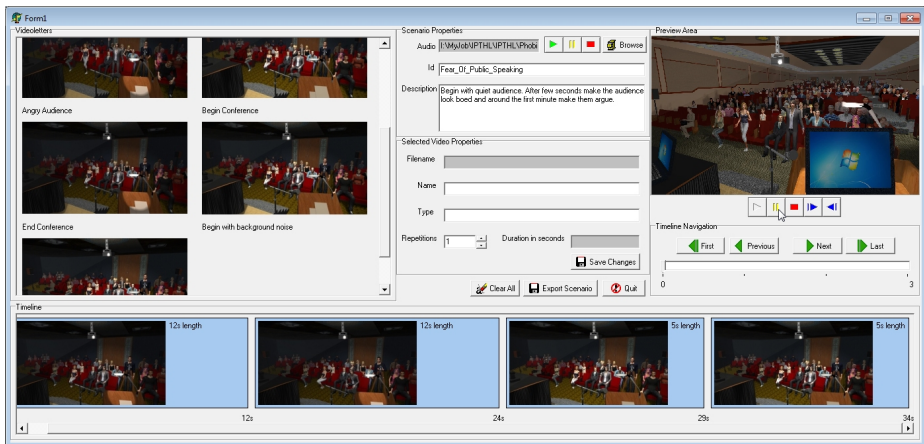 Form1
Videoletters
Angry Audience
Begin Conference
End Conference
Begin with background noise
Scenario Properties
Audio I:\MyJob\IPTHL\IPTHL\Phobi
Browse
Id Fear_Of_Public_Speaking
Description Begin with quiet audience. After few seconds make the audience
look boed and around the first minute make them argue.
Selected Video Properties
Filename
Name
Type
Repetitions 1 Duration in seconds
Save Changes
Clear All Export Scenario Quit
Preview Area
Timeline Navigation
First Previous Next Last
0 3
Timeline
12s length 12s length 5s length 5s length
12s 24s 29s 34s